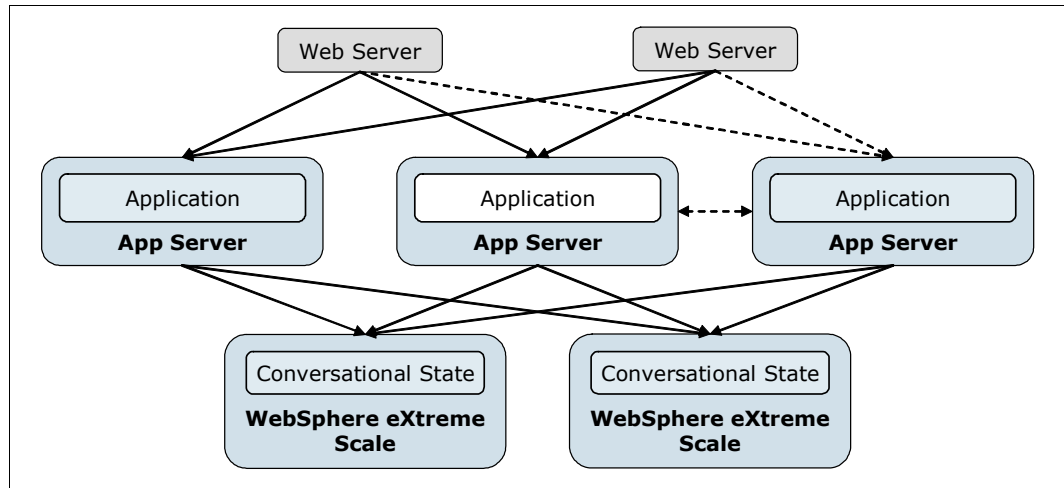 Web Server
Web Server
Application
App Server
Application
App Server
Application
App Server
Conversational State
WebSphere eXtreme
Scale
Conversational State
WebSphere eXtreme
Scale